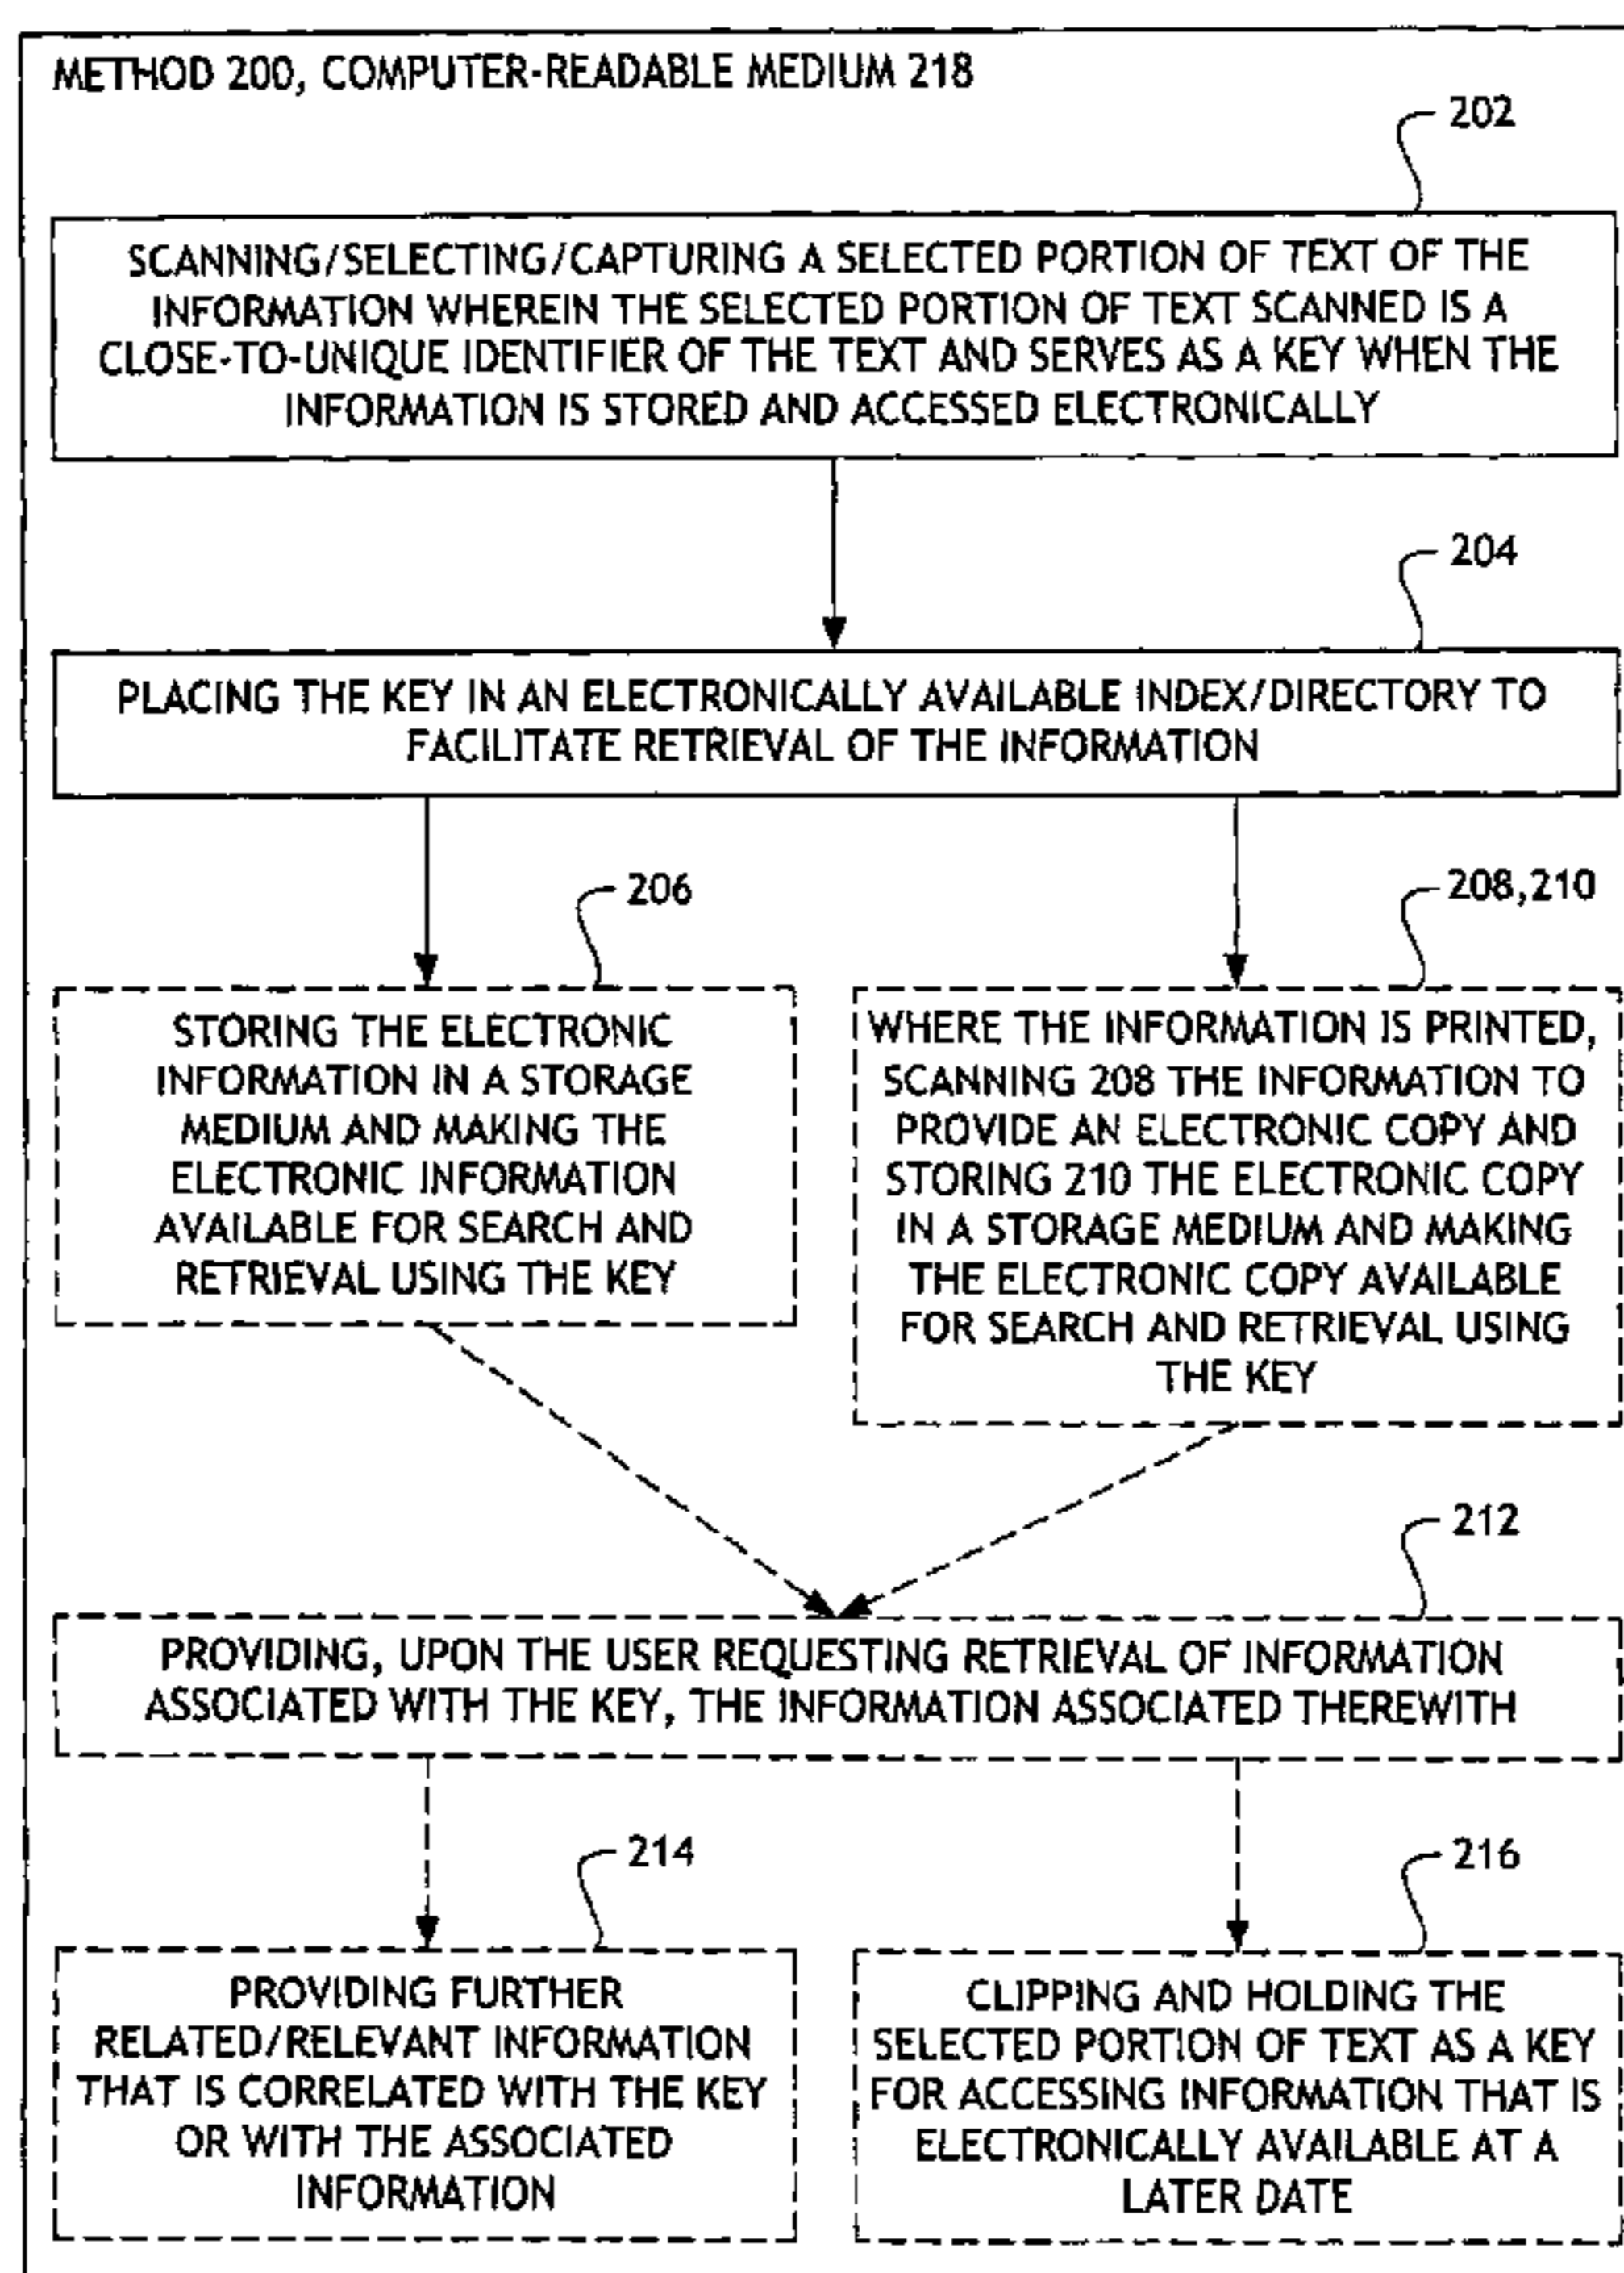 METHOD 200, COMPUTER-READABLE MEDIUM 218
202
SCANNING/SELECTING/CAPTURING A SELECTED PORTION OF TEXT OF THE
INFORMATION WHEREIN THE SELECTED PORTION OF TEXT SCANNED IS A
CLOSE-TO-UNIQUE IDENTIFIER OF THE TEXT AND SERVES AS A KEY WHEN THE
INFORMATION IS STORED AND ACCESSED ELECTRONICALLY
204
PLACING THE KEY IN AN ELECTRONICALLY AVAILABLE INDEX/DIRECTORY TO
FACILITATE RETRIEVAL OF THE INFORMATION
206
STORING THE ELECTRONIC
INFORMATION IN A STORAGE
MEDIUM AND MAKING THE
ELECTRONIC INFORMATION
AVAILABLE FOR SEARCH AND
RETRIEVAL USING THE KEY
208,210
WHERE THE INFORMATION IS PRINTED,
SCANNING 208 THE INFORMATION TO
PROVIDE AN ELECTRONIC COPY AND
STORING 210 THE ELECTRONIC COPY
IN A STORAGE MEDIUM AND MAKING
THE ELECTRONIC COPY AVAILABLE
FOR SEARCH AND RETRIEVAL USING
THE KEY
212
PROVIDING, UPON THE USER REQUESTING RETRIEVAL OF INFORMATION
ASSOCIATED WITH THE KEY, THE INFORMATION ASSOCIATED THEREWITH
214
PROVIDING FURTHER
RELATED/RELEVANT INFORMATION
THAT IS CORRELATED WITH THE KEY
OR WITH THE ASSOCIATED
INFORMATION
216
CLIPPING AND HOLDING THE
SELECTED PORTION OF TEXT AS A KEY
FOR ACCESSING INFORMATION THAT IS
ELECTRONICALLY AVAILABLE AT A
LATER DATE